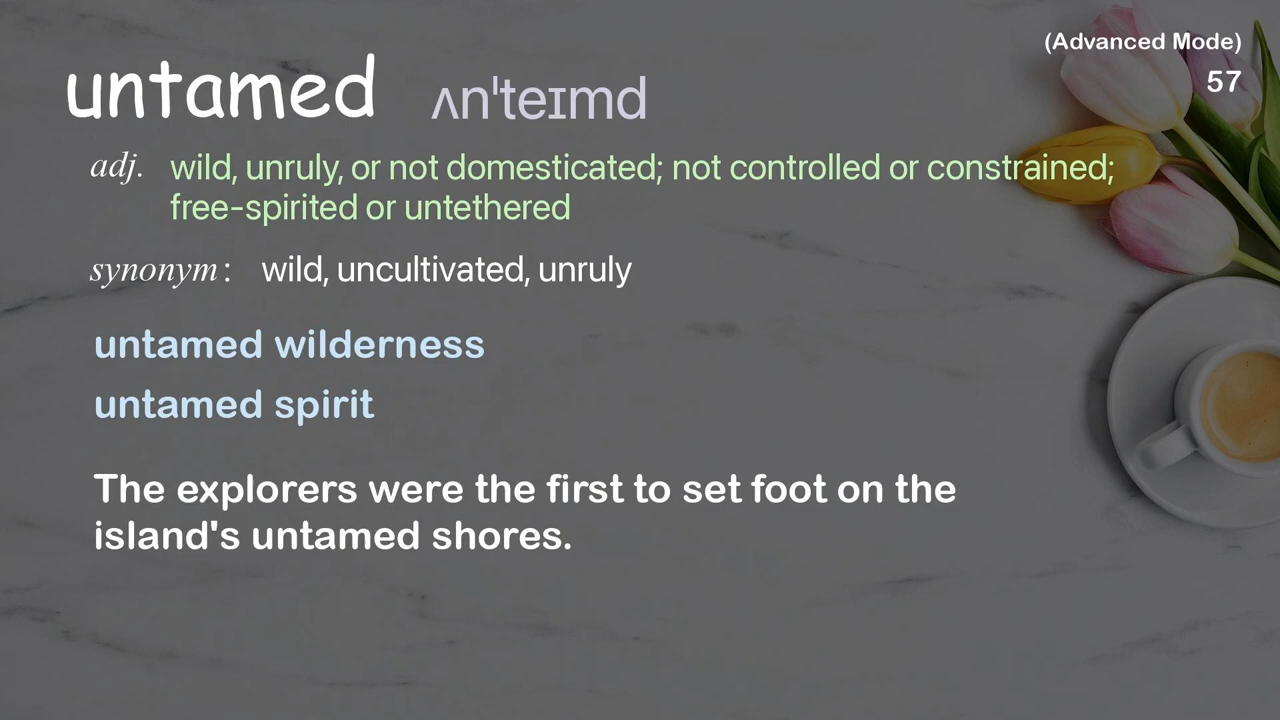 (Advanced Mode)
57
untamed ʌnˈteɪmd
adj. wild, unruly, or not domesticated; not controlled or constrained;
free-spirited or untethered
synonym: wild, uncultivated, unruly
untamed wilderness
untamed spirit
The explorers were the first to set foot on the
island's untamed shores.